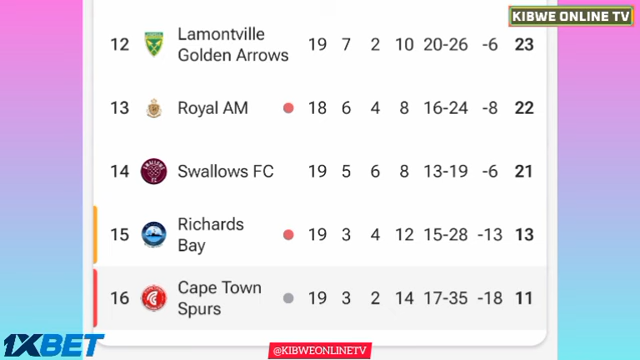 KIBWE ONLINE TV
12 Lamontville Golden Arrows 19 7 2 10 20-26 -6 23
13 Royal AM 18 6 4 8 16-24 -8 22
14 Swallows FC 19 5 6 8 13-19 -6 21
15 Richards Bay 19 3 4 12 15-28 -13 13
16 Cape Town Spurs 19 3 2 14 17-35 -18 11
1XBET
@KIBWEONLINETV